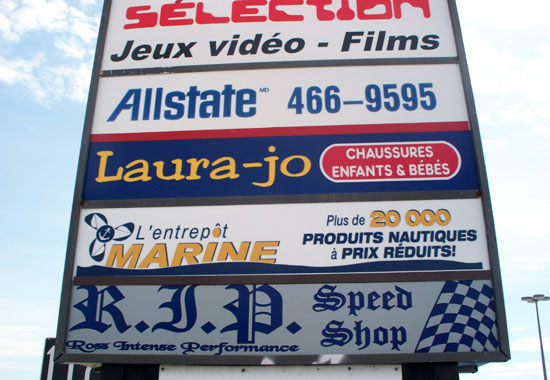 SÉLECTION
Jeux vidéo - Films
Allstate MD 466-9595
Laura-jo
CHAUSSURES
ENFANTS & BÉBÉS
L'entrepôt
MARINE
Plus de 20 000
PRODUITS NAUTIQUES
à PRIX RÉDUITS!
R.I.P.
Ross Intense Performance
Speed
Shop